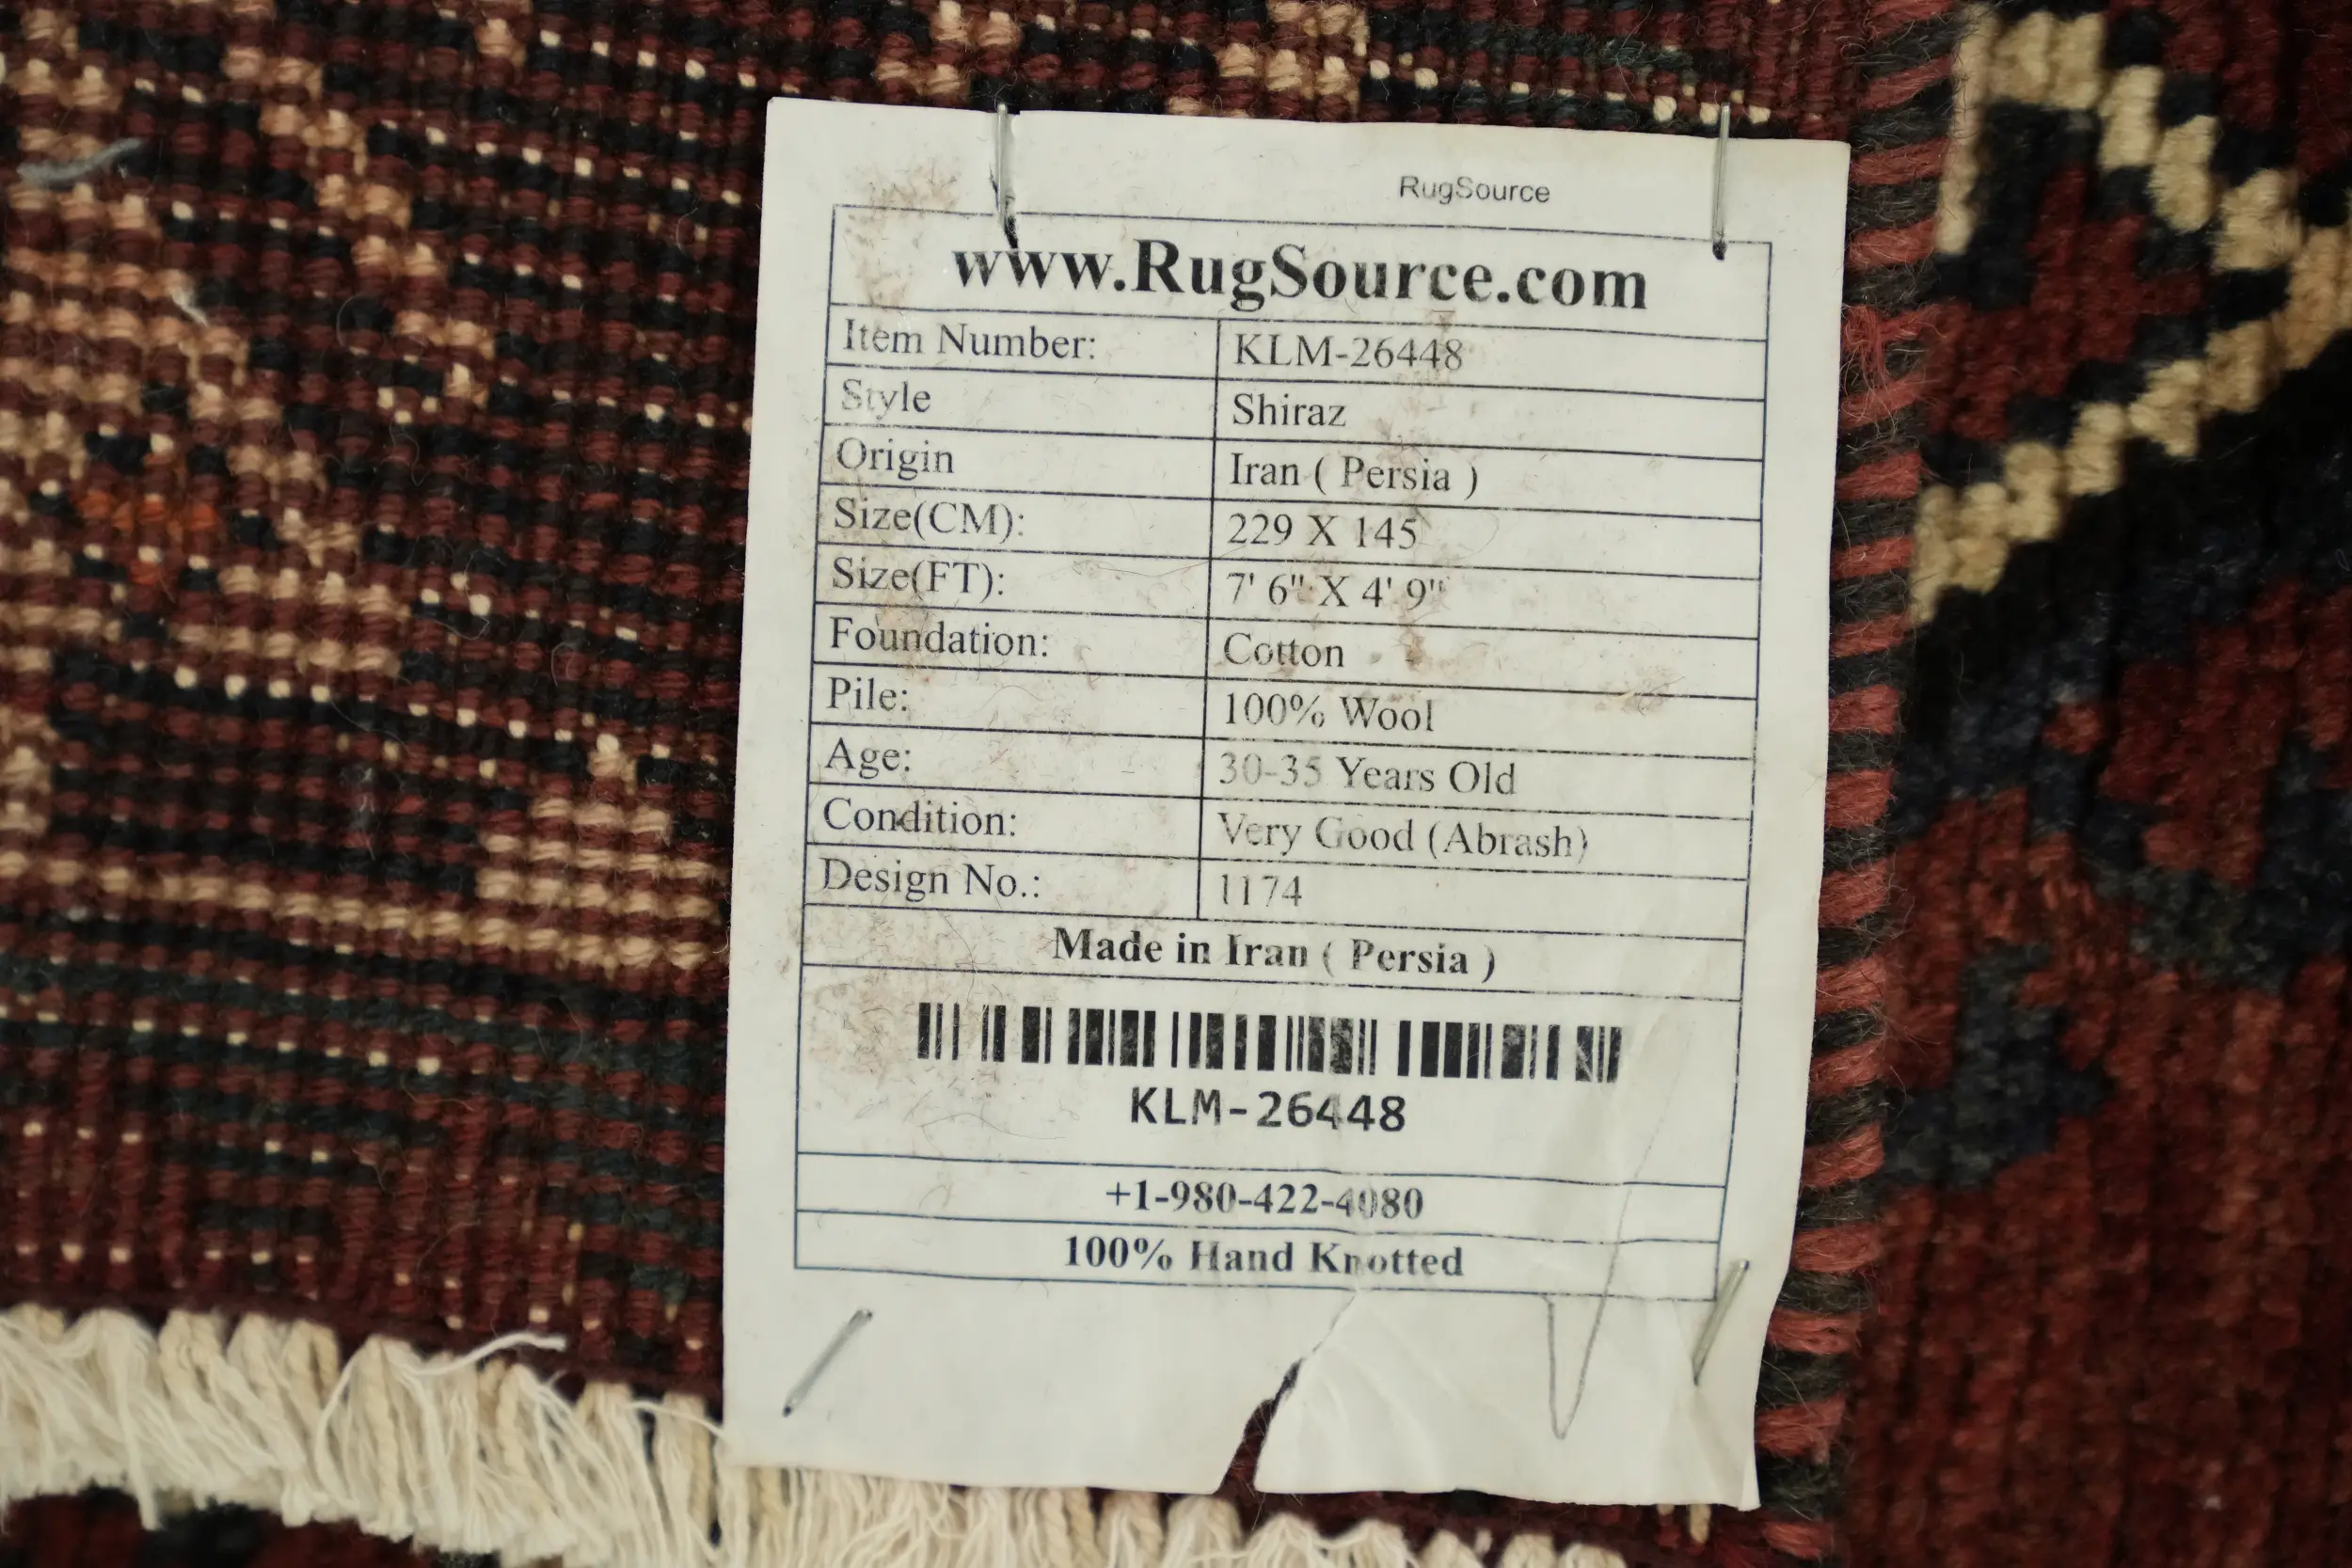 RugSource
www.RugSource.com
Item Number: KLM-26448
Style Shiraz
Origin Iran ( Persia )
Size(CM): 229 X 145
Size(FT): 7' 6" X 4' 9"
Foundation: Cotton
Pile: 100% Wool
Age: 30-35 Years Old
Condition: Very Good (Abrash)
Design No.: 1174
Made in Iran ( Persia )
KLM-26448
+1-980-422-4080
100% Hand Knotted